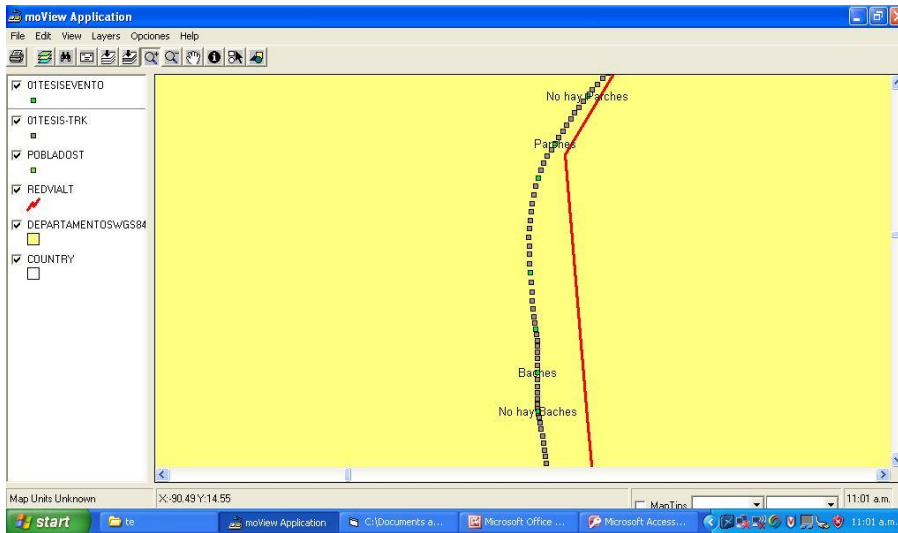 moView Application
File Edit View Layers Opciones Help
01TESISEVENTO
01TESIS-TRK
POBLADOST
REDVIALT
DEPARTAMENTOSWGS84
COUNTRY
No hay Parches
Parches
Baches
No hay Baches
Map Units Unknown
X:-90.49 Y:14.55
MapTips
11:01 a.m.
start
te
moView Application
C:\Documents a...
Microsoft Office ...
Microsoft Access...
11:01 a.m.